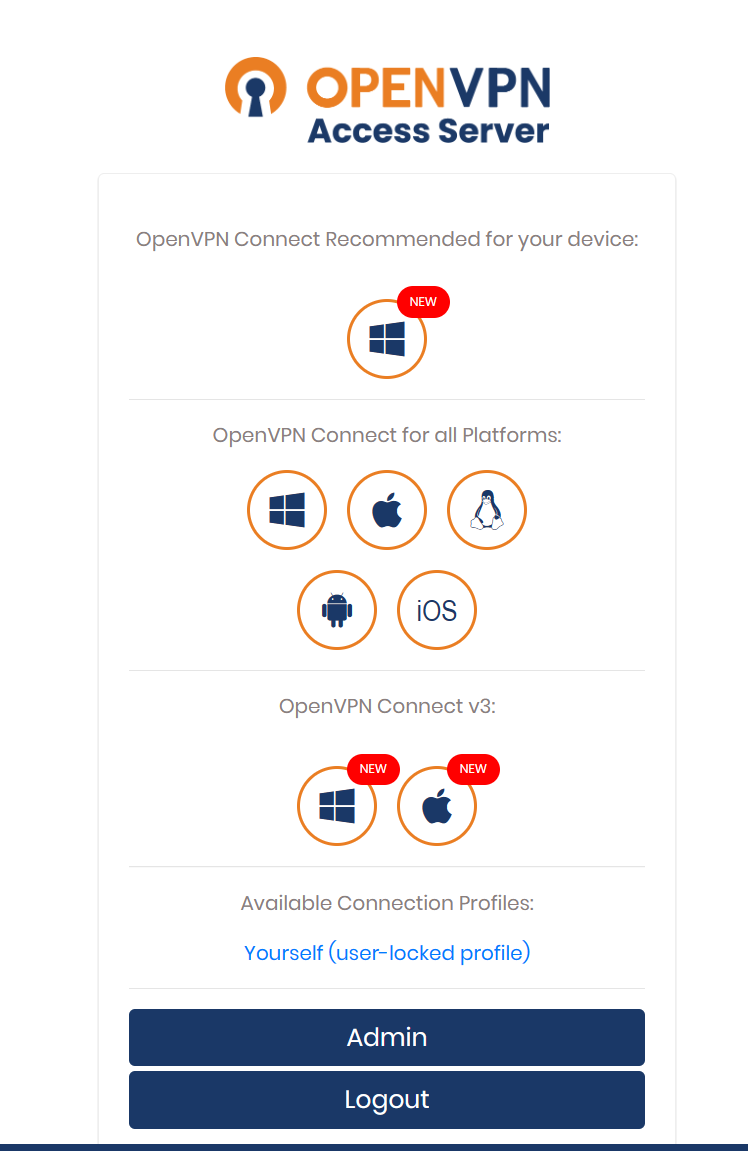 OPENVPN
Access Server
OpenVPN Connect Recommended for your device:
NEW
OpenVPN Connect for all Platforms:
iOS
OpenVPN Connect v3:
NEW NEW
Available Connection Profiles:
Yourself (user-locked profile)
Admin
Logout